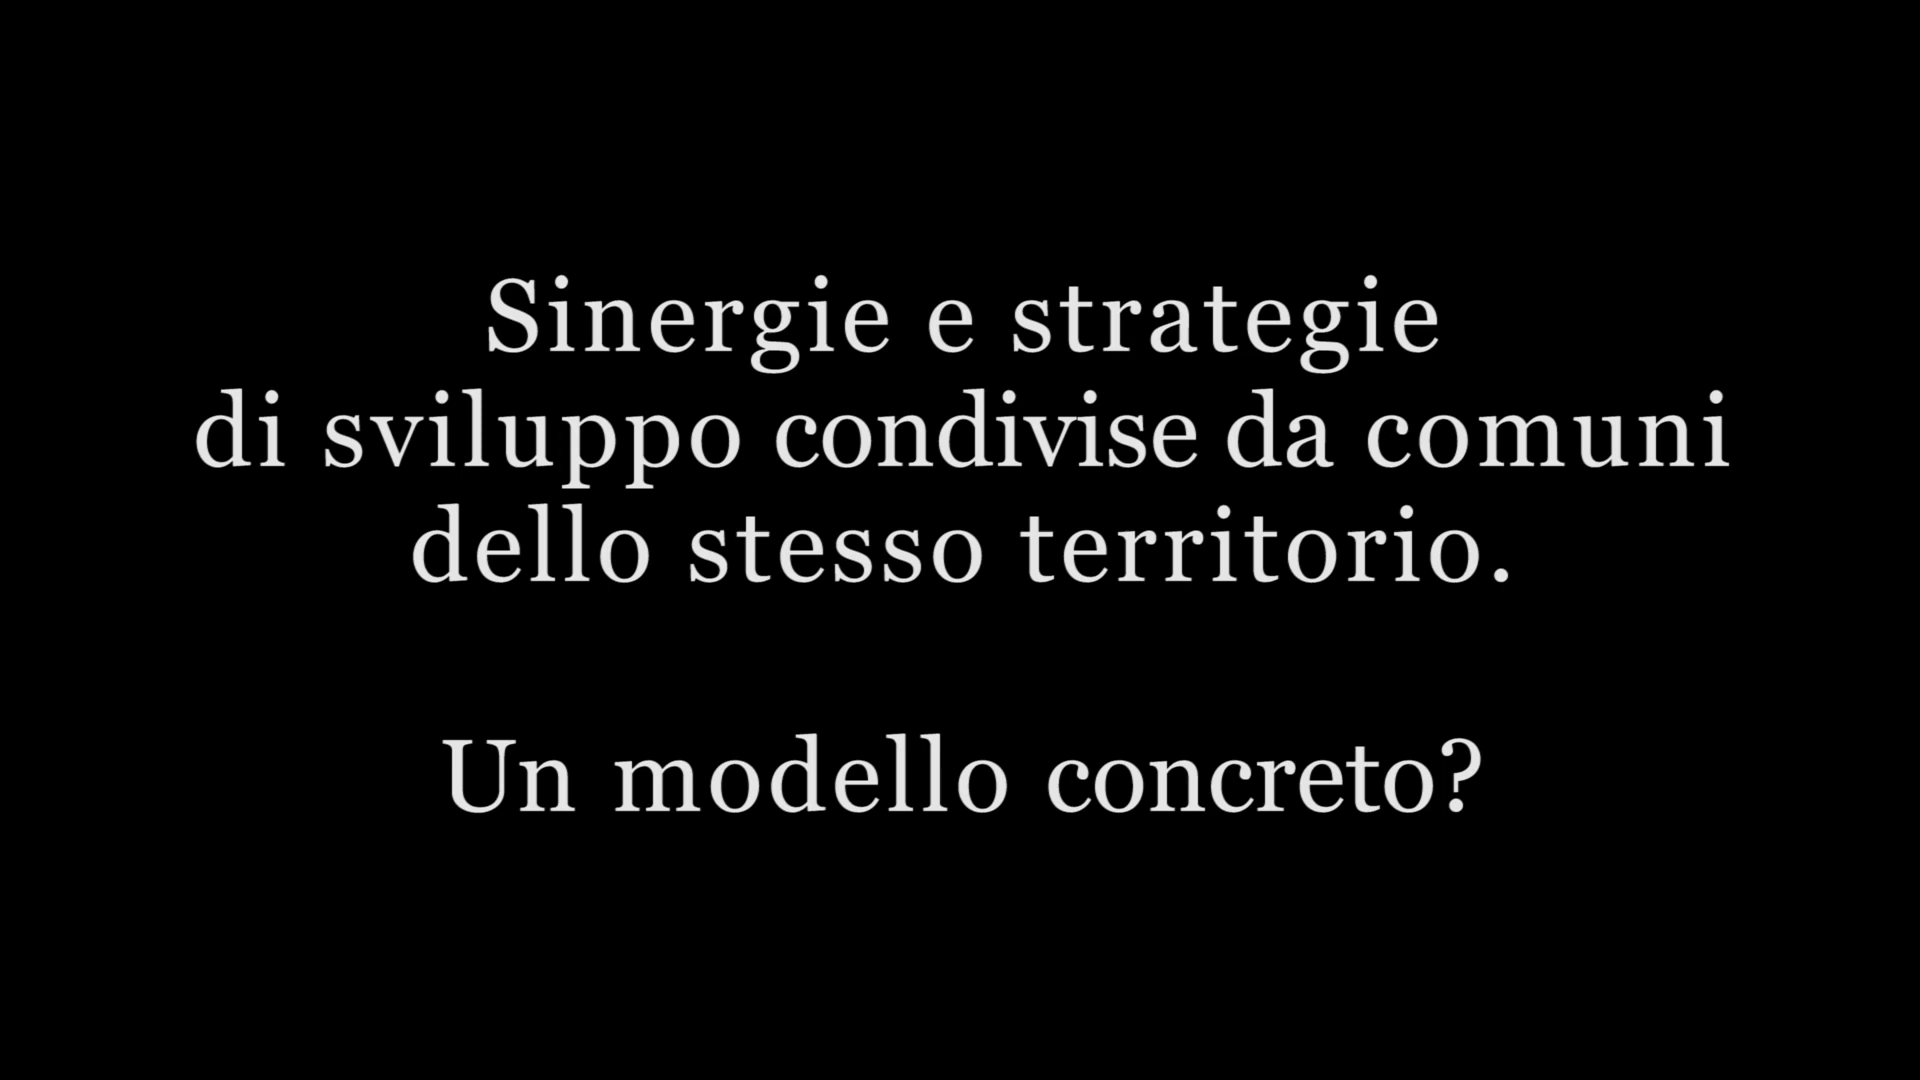 Sinergie e strategie
di sviluppo condivise da comuni
dello stesso territorio.
Un modello concreto?